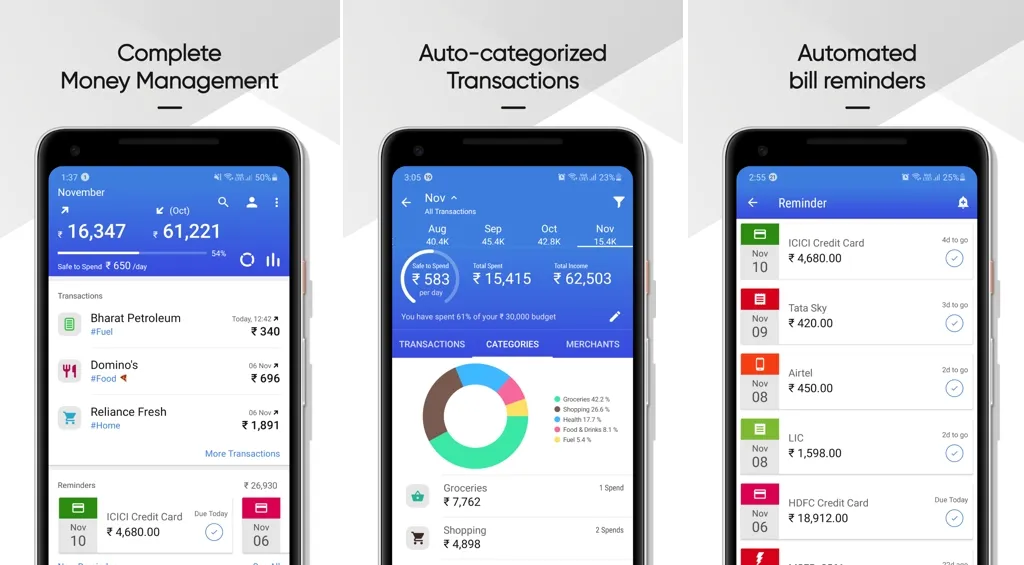 Complete
Money Management
1:37
50%
November
(Oct)
₹ 16,347
₹ 61,221
54%
Safe to Spend ₹ 650 /day
Transactions
Bharat Petroleum
Today, 12:42
#Fuel
₹ 340
Domino's
06 Nov
#Food
₹ 696
Reliance Fresh
06 Nov
#Home
₹ 1,891
More Transactions
Reminders
₹ 26,930
Nov
10
ICICI Credit Card
Due Today
₹ 4,680.00
Nov
06
Auto-categorized
Transactions
3:05
23%
Nov
All Transactions
Aug
40.4K
Sep
45.4K
Oct
42.8K
Nov
15.4K
Safe to Spend
₹ 583
per day
Total Spent
₹ 15,415
Total Income
₹ 62,503
You have spent 61% of your ₹ 30,000 budget
TRANSACTIONS
CATEGORIES
MERCHANTS
Groceries 42.2 %
Shopping 26.6 %
Health 17.7 %
Food & Drinks 8.1 %
Fuel 5.4 %
Groceries
1 Spend
₹ 7,762
Shopping
2 Spends
₹ 4,898
Automated
bill reminders
2:55
25%
Reminder
Nov
10
ICICI Credit Card
4d to go
₹ 4,680.00
Nov
09
Tata Sky
3d to go
₹ 420.00
Nov
08
Airtel
2d to go
₹ 450.00
Nov
08
LIC
2d to go
₹ 1,598.00
Nov
06
HDFC Credit Card
Due Today
₹ 18,912.00